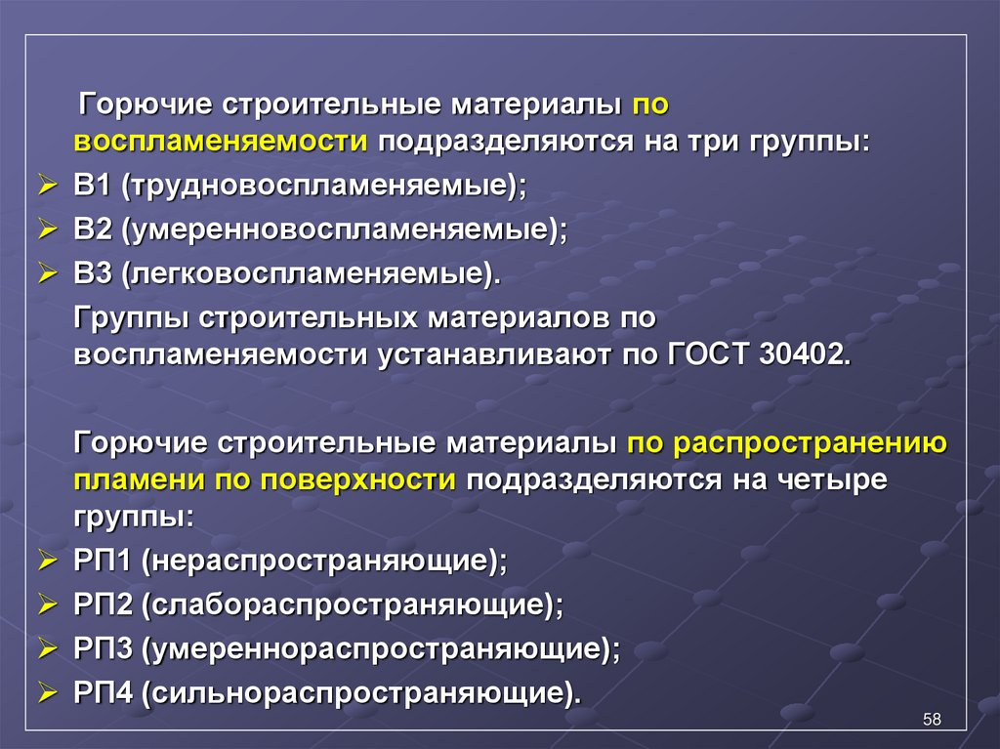 Горючие строительные материалы по
воспламеняемости подразделяются на три группы:
В1 (трудновоспламеняемые);
В2 (умеренновоспламеняемые);
В3 (легковоспламеняемые).
Группы строительных материалов по
воспламеняемости устанавливают по ГОСТ 30402.
Горючие строительные материалы по распространению
пламени по поверхности подразделяются на четыре
группы:
РП1 (нераспространяющие);
РП2 (слабораспространяющие);
РП3 (умереннораспространяющие);
РП4 (сильнораспространяющие).
58